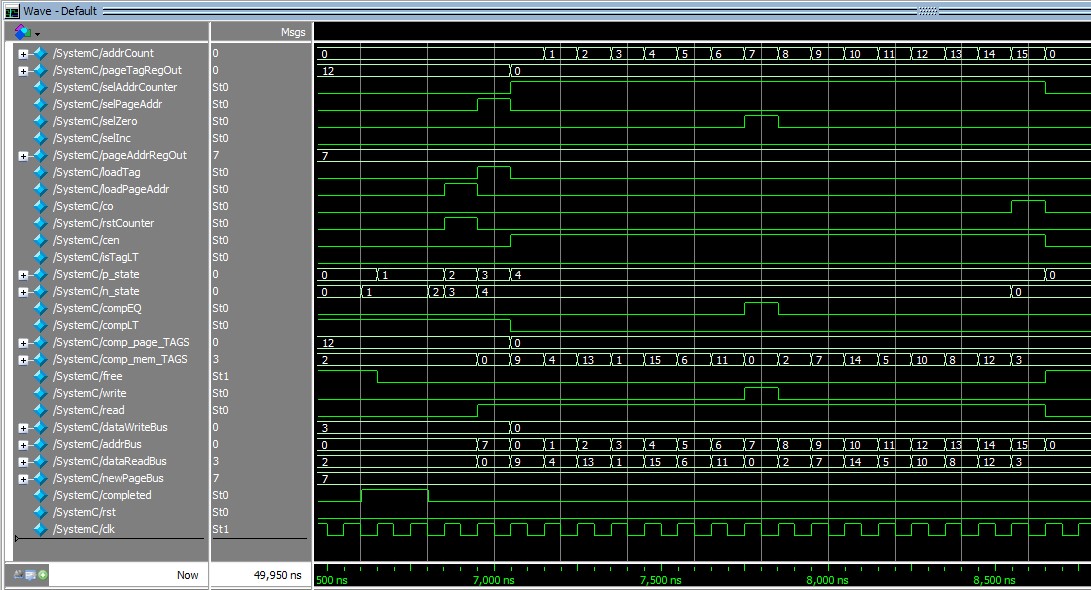 Wave - Default
Msgs
/SystemC/addrCount 0 0 1 2 3 4 5 6 7 8 9 10 11 12 13 14 15 0
/SystemC/pageTagRegOut 0 12 0
/SystemC/selAddrCounter St0
/SystemC/selPageAddr St0
/SystemC/selZero St0
/SystemC/selInc St0
/SystemC/pageAddrRegOut 7 7
/SystemC/loadTag St0
/SystemC/loadPageAddr St0
/SystemC/co St0
/SystemC/rstCounter St0
/SystemC/cen St0
/SystemC/isTagLT St0
/SystemC/p_state 0 0 1 2 3 4 0
/SystemC/n_state 0 0 1 2 3 4 0
/SystemC/compEQ St0
/SystemC/compLT St0
/SystemC/comp_page_TAGS 0 12 0
/SystemC/comp_mem_TAGS 3 2 0 9 4 13 1 15 6 11 0 2 7 14 5 10 8 12 3
/SystemC/free St1
/SystemC/write St0
/SystemC/read St0
/SystemC/dataWriteBus 0 3 0
/SystemC/addrBus 0 0 7 0 1 2 3 4 5 6 7 8 9 10 11 12 13 14 15 0
/SystemC/dataReadBus 3 2 0 9 4 13 1 15 6 11 0 2 7 14 5 10 8 12 3
/SystemC/newPageBus 7 7
/SystemC/completed St0
/SystemC/rst St0
/SystemC/clk St1
Now 49,950 ns 500 ns 7,000 ns 7,500 ns 8,000 ns 8,500 ns